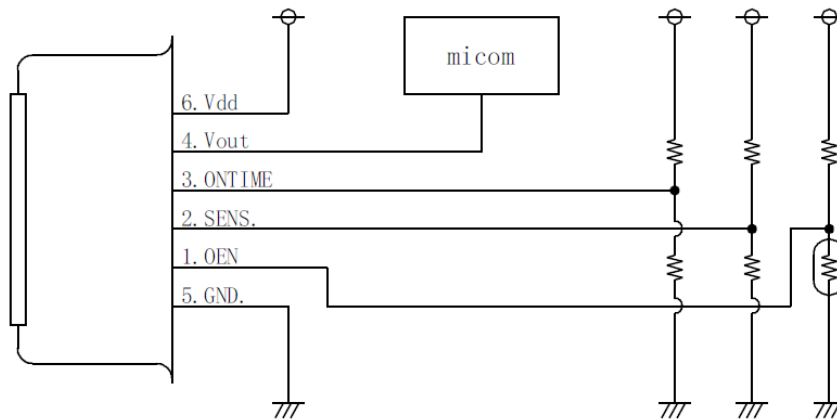 micom
6.Vdd
4.Vout
3.ONTIME
2.SENS.
1.OEN
5.GND.